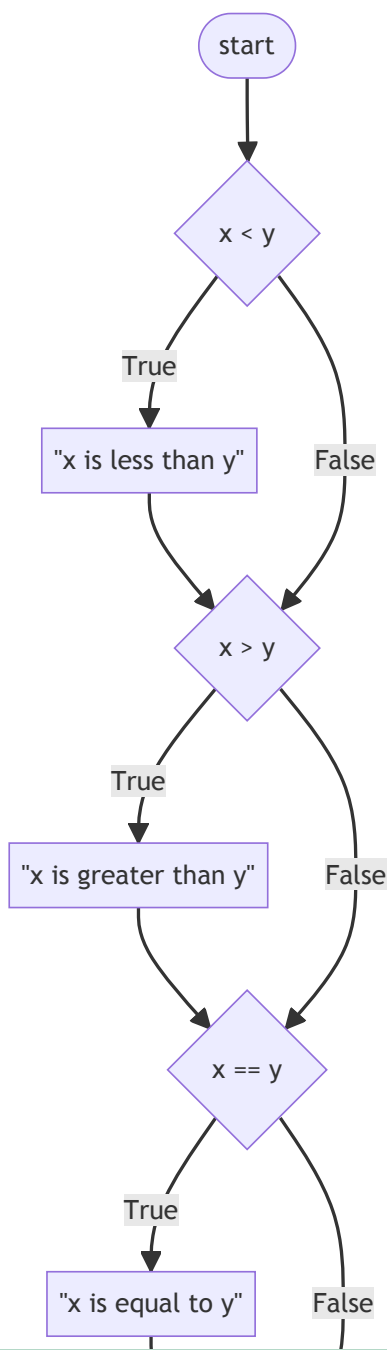 start
x < y
True
"x is less than y"
False
x > y
True
"x is greater than y"
False
x == y
True
"x is equal to y"
False